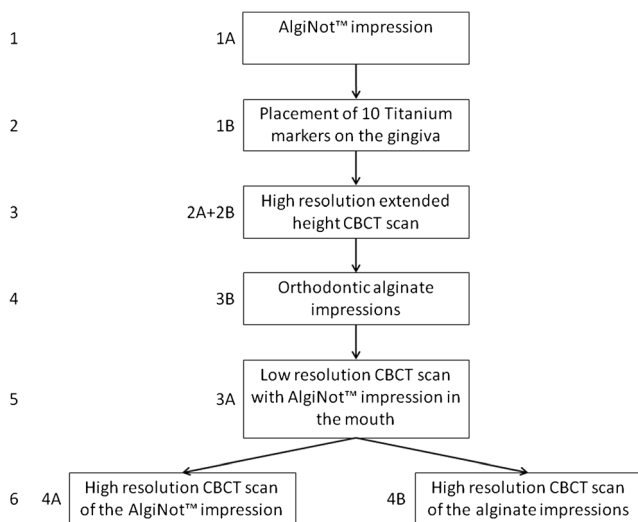 1 1A AlgiNot™ impression
2 1B Placement of 10 Titanium
markers on the gingiva
3 2A+2B High resolution extended
height CBCT scan
4 3B Orthodontic alginate
impressions
5 3A Low resolution CBCT scan
with AlgiNot™ impression in
the mouth
6 4A High resolution CBCT scan
of the AlgiNot™ impression
4B High resolution CBCT scan
of the alginate impressions